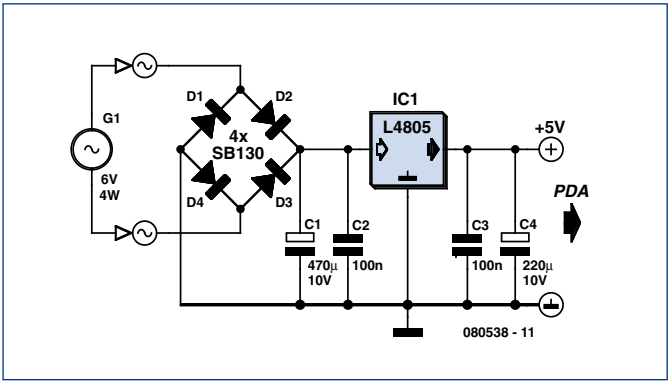 G1
6V
4W
D1
D2
4x
SB130
D4
D3
IC1
L4805
+5V
PDA
C1
470μ
10V
C2
100n
C3
100n
C4
220μ
10V
080538 - 11